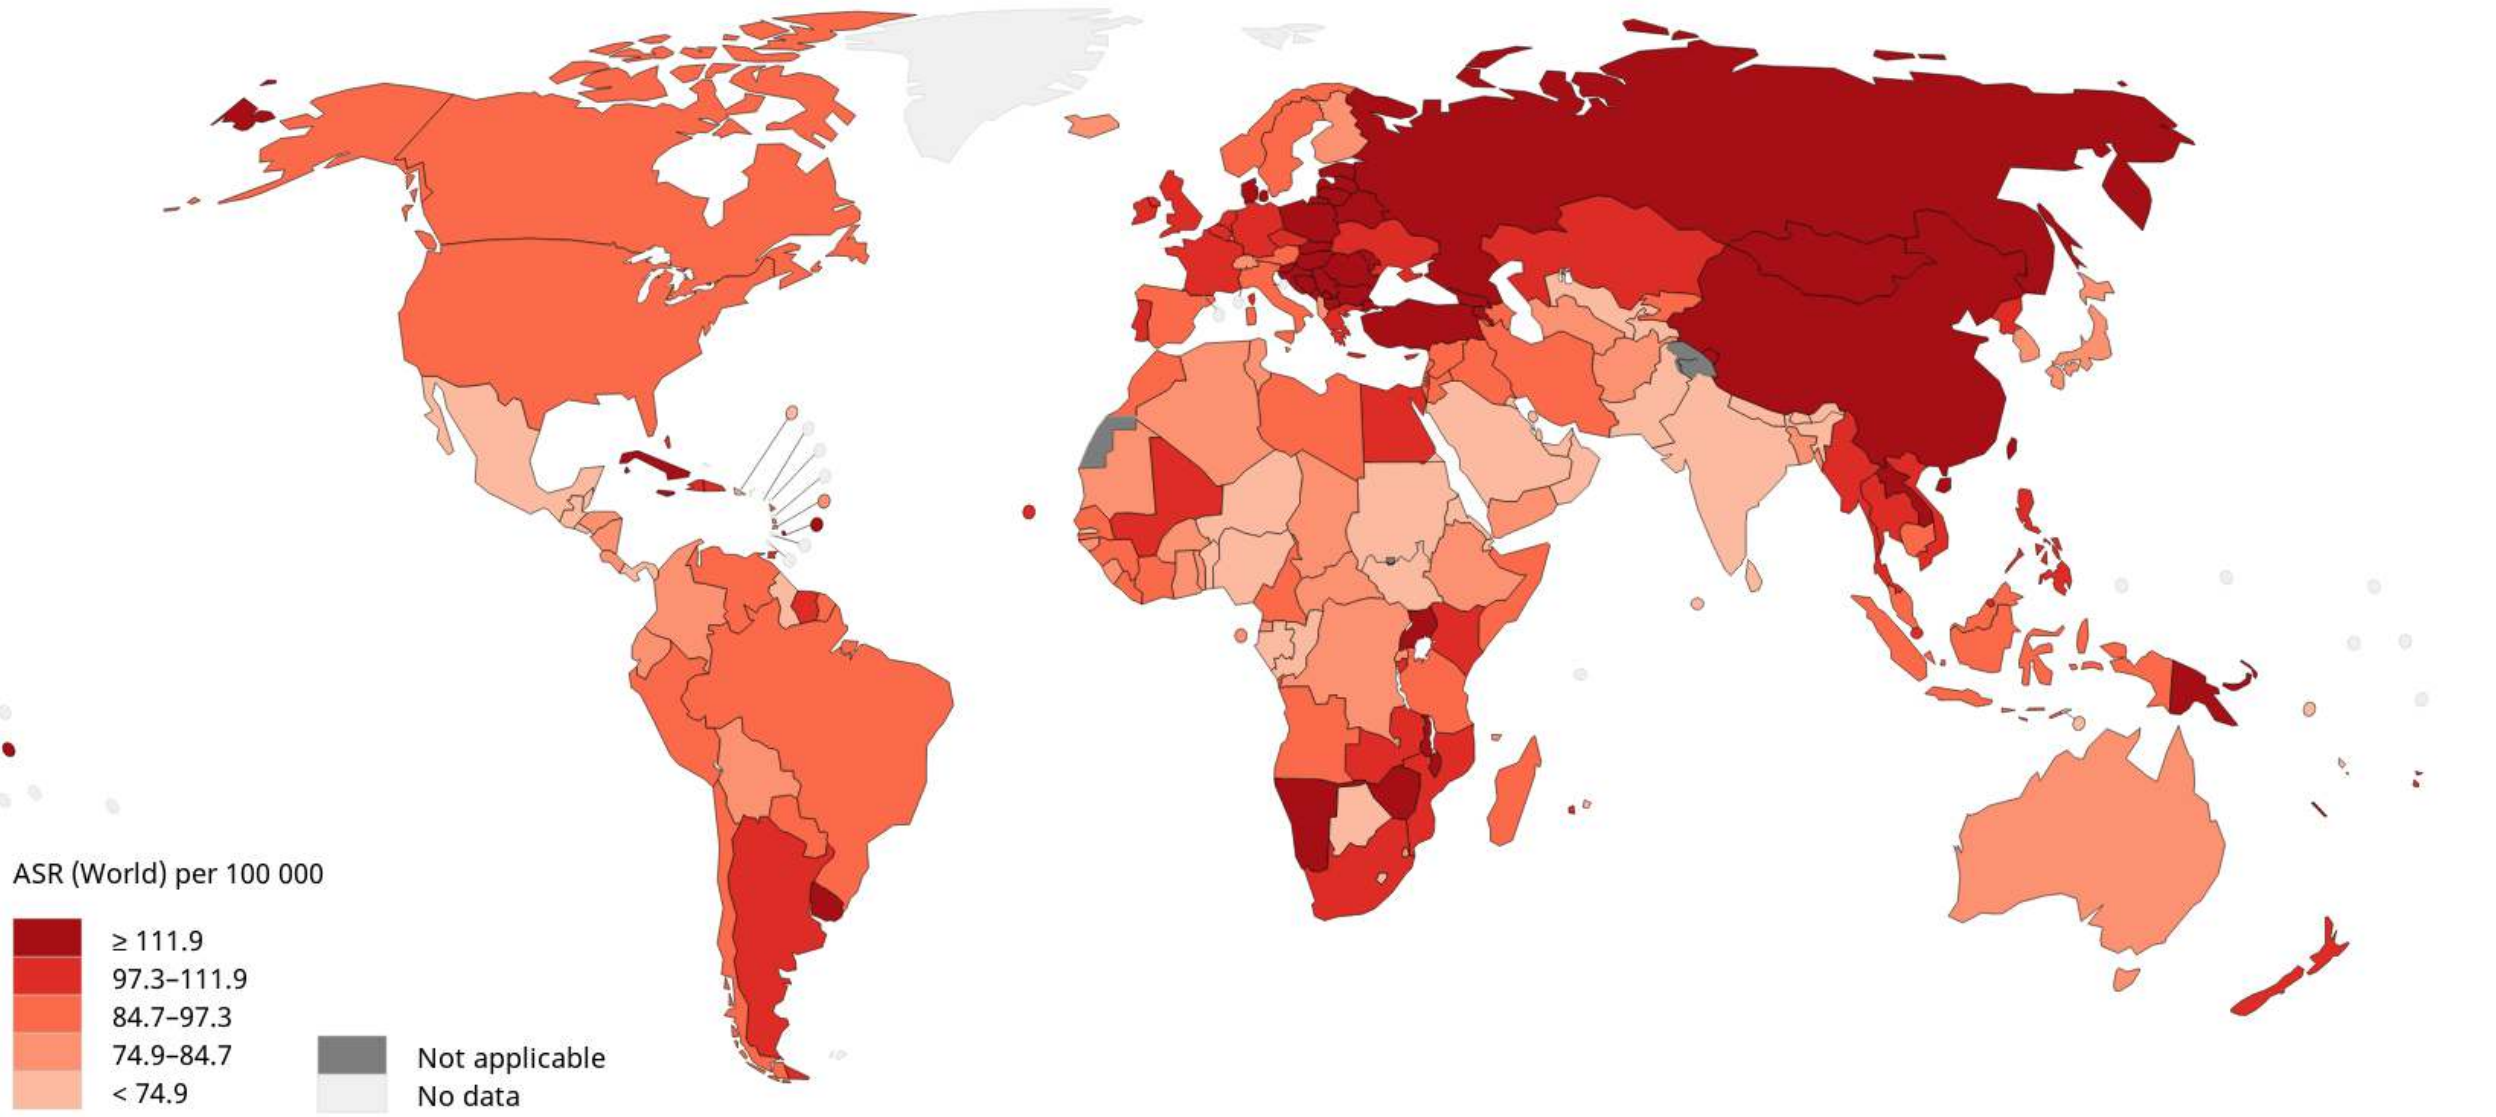 ASR (World) per 100 000
≥ 111.9
97.3–111.9
84.7–97.3
74.9–84.7
< 74.9
Not applicable
No data